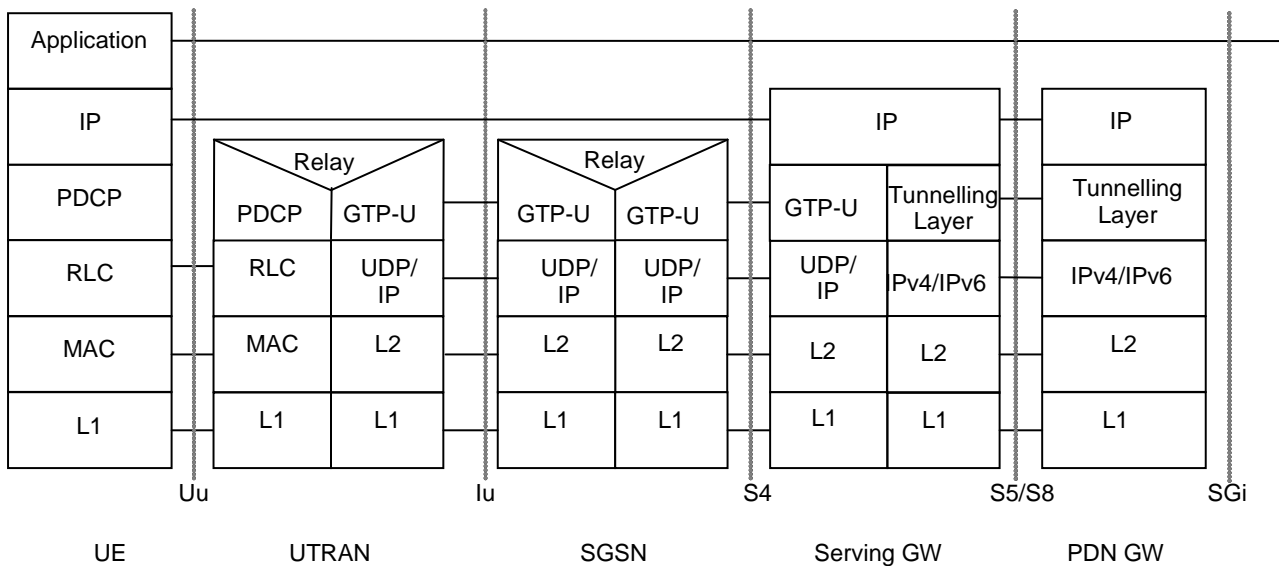 Application
IP
IP
IP
Relay
Relay
PDCP
PDCP
GTP-U
GTP-U
GTP-U
GTP-U
Tunnelling
Layer
Tunnelling
Layer
RLC
RLC
UDP/
IP
UDP/
IP
UDP/
IP
UDP/
IP
IPv4/IPv6
IPv4/IPv6
MAC
MAC
L2
L2
L2
L2
L2
L2
L1
L1
L1
L1
L1
L1
L1
L1
Uu
Iu
S4
S5/S8
SGi
UE
UTRAN
SGSN
Serving GW
PDN GW